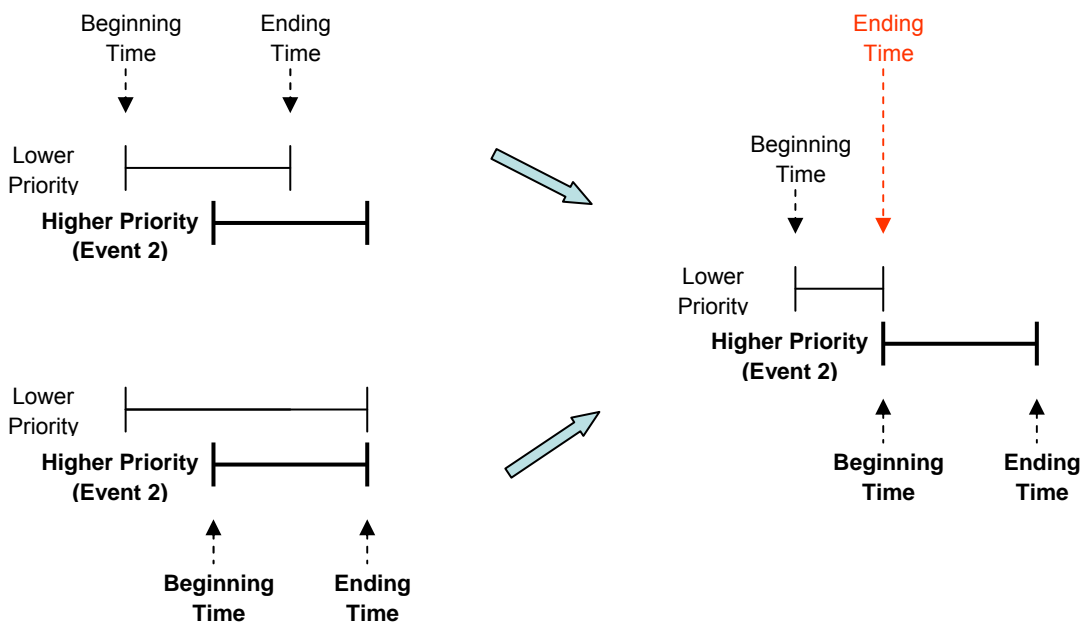 Beginning
Time
Ending
Time
Lower
Priority
Higher Priority
(Event 2)
Lower
Priority
Higher Priority
(Event 2)
Beginning
Time
Ending
Time
Ending
Time
Beginning
Time
Lower
Priority
Higher Priority
(Event 2)
Beginning
Time
Ending
Time